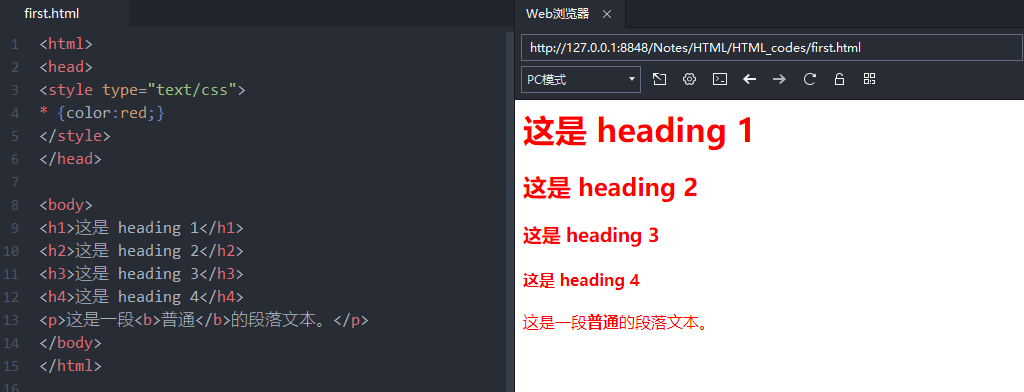 first.html
1 <html>
2 <head>
3 <style type="text/css">
4 * {color:red;}
5 </style>
6 </head>
7
8 <body>
9 <h1>这是 heading 1</h1>
10 <h2>这是 heading 2</h2>
11 <h3>这是 heading 3</h3>
12 <h4>这是 heading 4</h4>
13 <p>这是一段<b>普通</b>的段落文本。</p>
14 </body>
15 </html>
16
Web浏览器
http://127.0.0.1:8848/Notes/HTML/HTML_codes/first.html
PC模式
这是 heading 1
这是 heading 2
这是 heading 3
这是 heading 4
这是一段普通的段落文本。